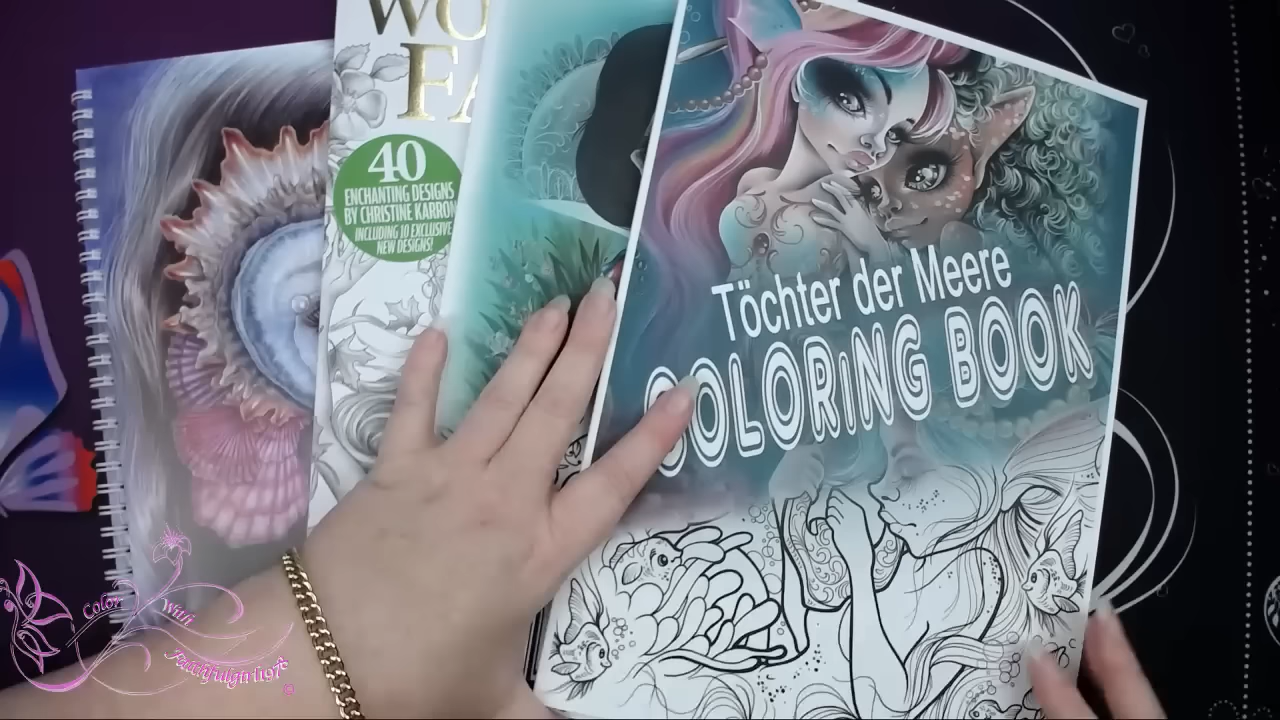 WO
FA
40
ENCHANTING DESIGNS
BY CHRISTINE KARRON
INCLUDING 10 EXCLUSIVE
NEW DESIGNS!
Töchter der Meere
COLORiNG BOOK
Color With
Faithfulgirl1971